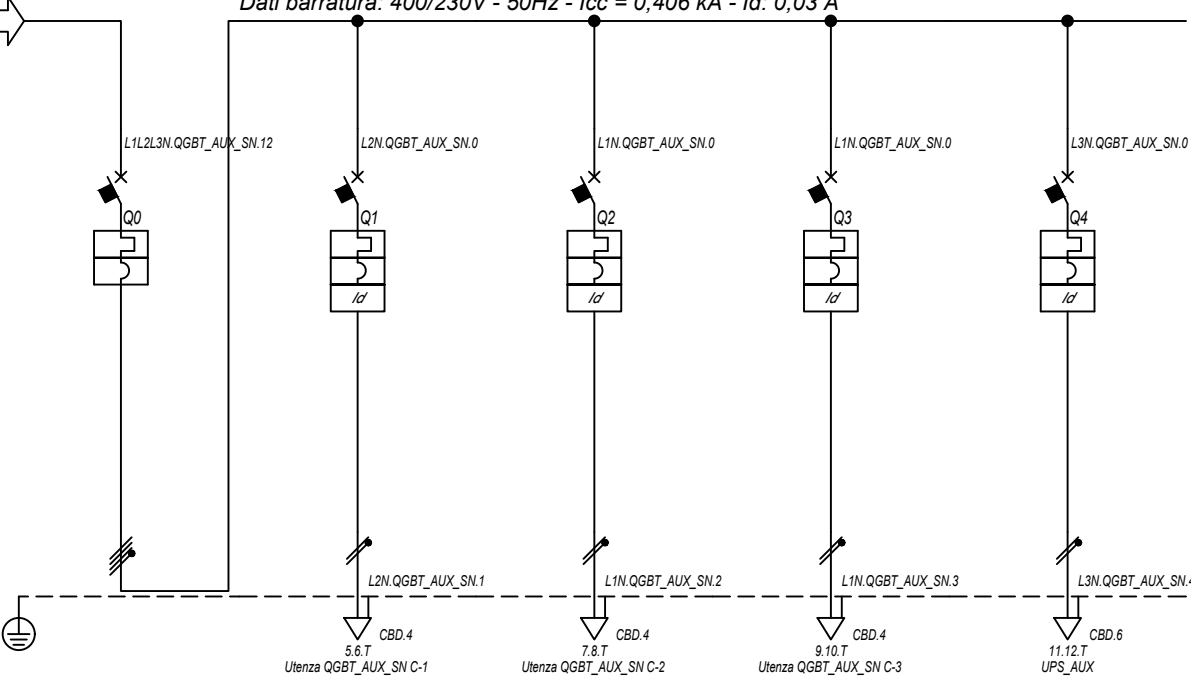 Dati barratura: 400/230V - 50Hz - Icc = 0,406 kA - Id: 0,03 A
L1L2L3N.QGBT_AUX_SN.12
L2N.QGBT_AUX_SN.0
L1N.QGBT_AUX_SN.0
L1N.QGBT_AUX_SN.0
L3N.QGBT_AUX_SN.0
Q0
Q1
Q2
Q3
Q4
Id
Id
Id
Id
L2N.QGBT_AUX_SN.1
L1N.QGBT_AUX_SN.2
L1N.QGBT_AUX_SN.3
L3N.QGBT_AUX_SN.4
CBD.4
CBD.4
CBD.4
CBD.6
5.6.T
7.8.T
9.10.T
11.12.T
Utenza QGBT_AUX_SN C-1
Utenza QGBT_AUX_SN C-2
Utenza QGBT_AUX_SN C-3
UPS_AUX